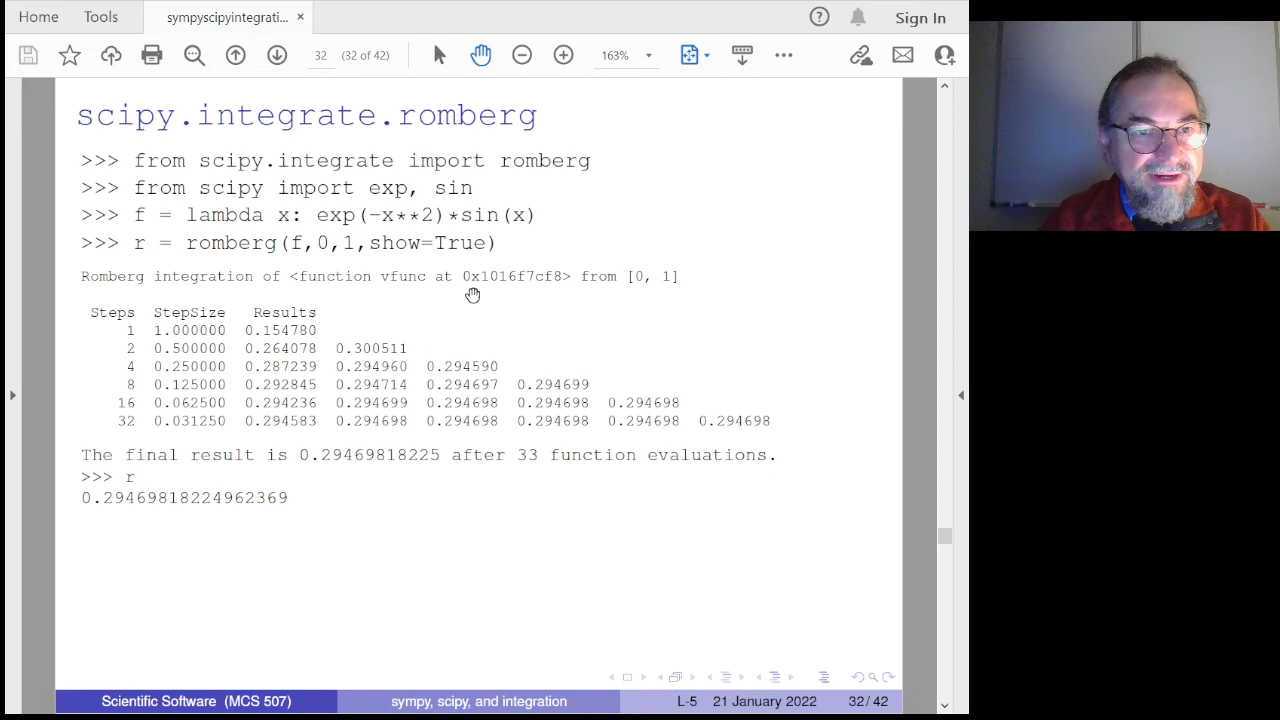 Home Tools sympyscipyintegrati... × Sign In
32 (32 of 42) 163%
scipy.integrate.romberg
>>> from scipy.integrate import romberg
>>> from scipy import exp, sin
>>> f = lambda x: exp(-x**2)*sin(x)
>>> r = romberg(f,0,1,show=True)
Romberg integration of <function vfunc at 0x1016f7cf8> from [0, 1]
Steps StepSize Results
1 1.000000 0.154780
2 0.500000 0.264078 0.300511
4 0.250000 0.287239 0.294960 0.294590
8 0.125000 0.292845 0.294714 0.294697 0.294699
16 0.062500 0.294236 0.294699 0.294698 0.294698 0.294698
32 0.031250 0.294583 0.294698 0.294698 0.294698 0.294698 0.294698
The final result is 0.29469818225 after 33 function evaluations.
>>> r
0.29469818224962369
Scientific Software (MCS 507) sympy, scipy, and integration L-5 21 January 2022 32 / 42